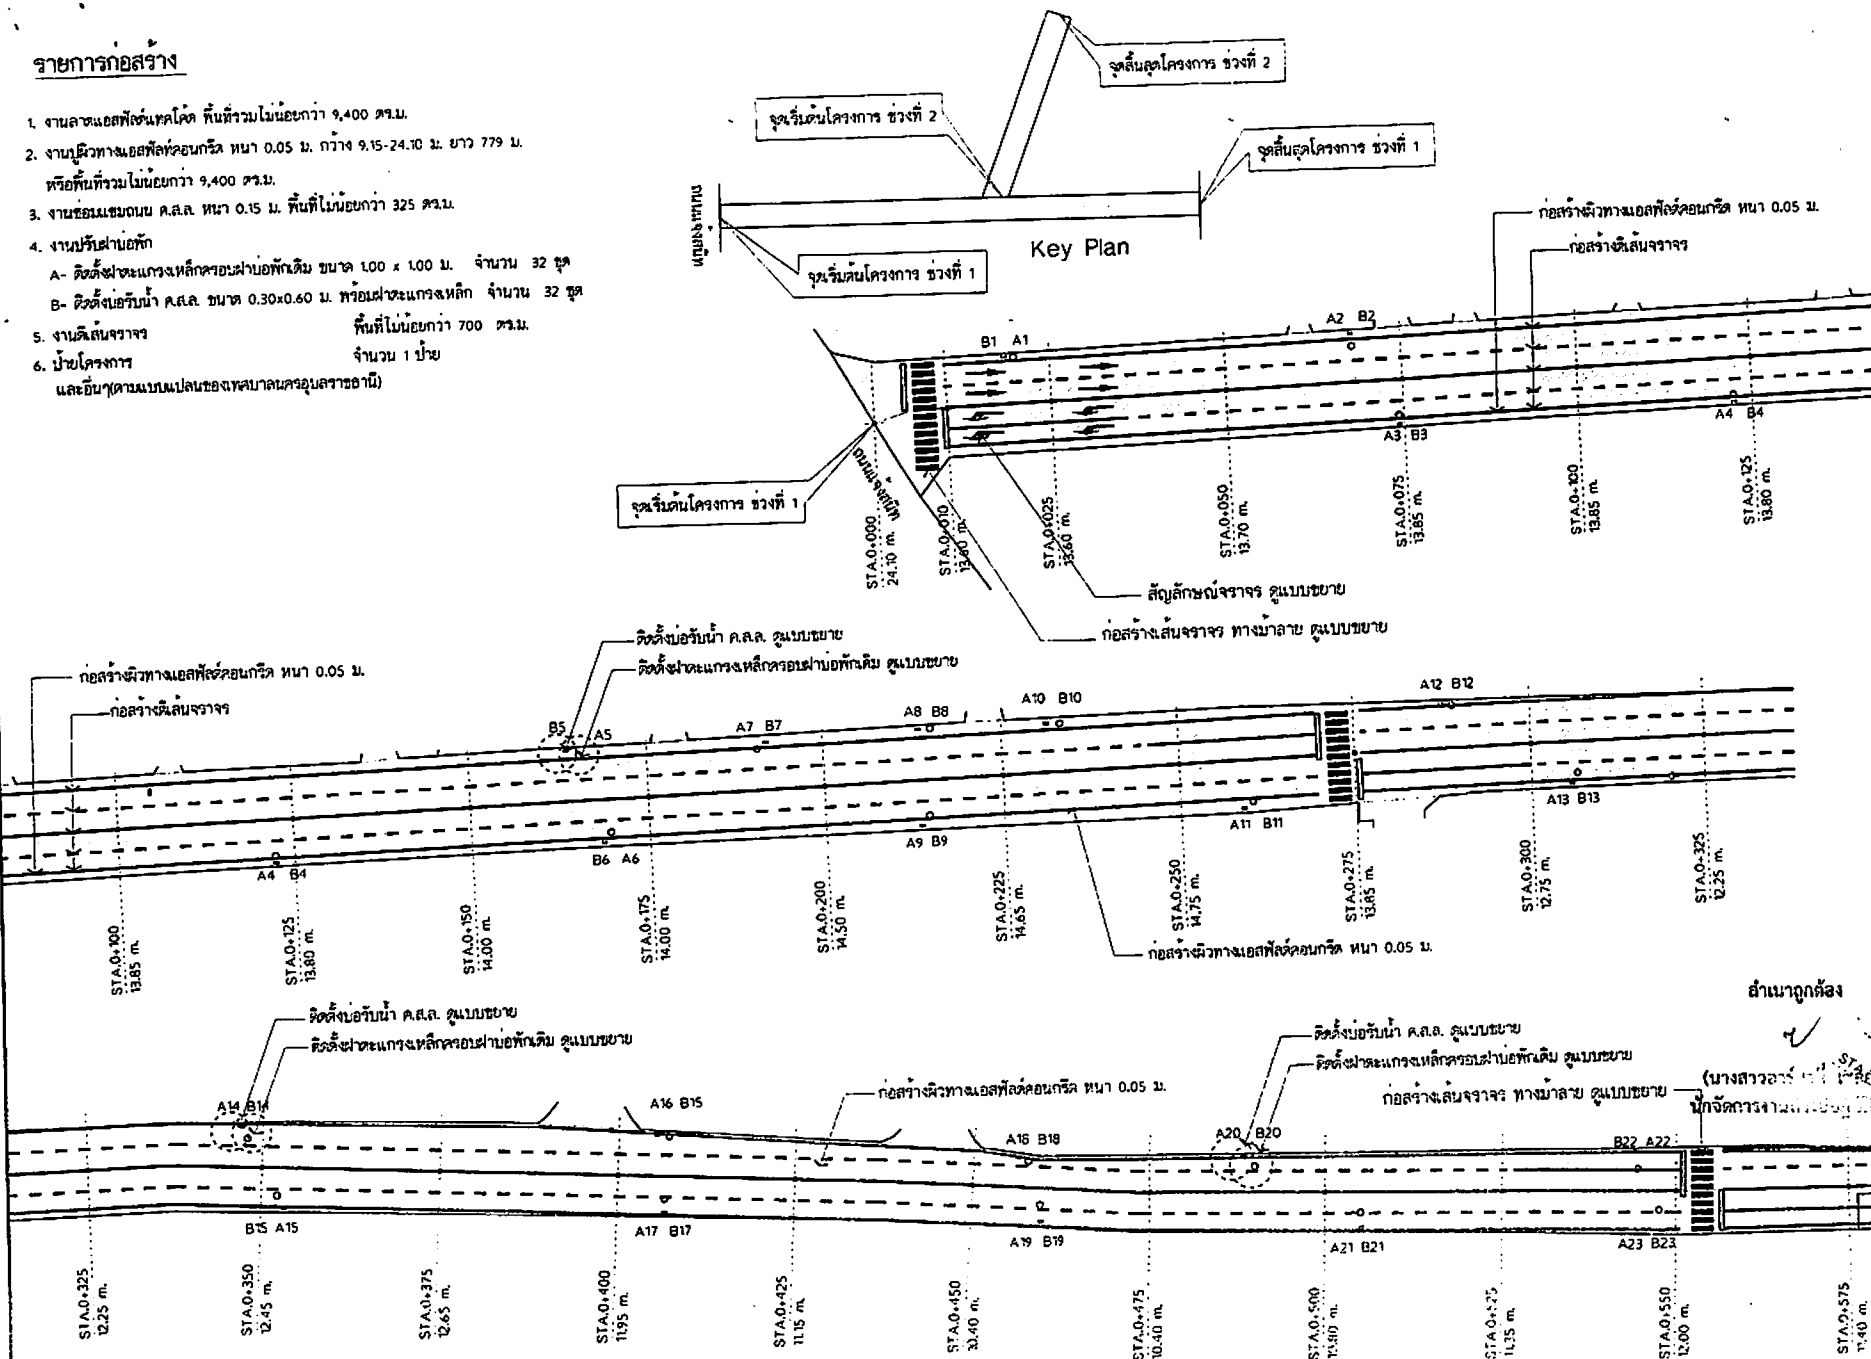 รายการก่อสร้าง
1. งานลาดแอสฟัลต์แทคโค้ต พื้นที่รวมไม่น้อยกว่า 9,400 ตร.ม.
2. งานปูผิวทางแอสฟัลท์คอนกรีต หนา 0.05 ม. กว้าง 9.15-24.10 ม. ยาว 779 ม.
หรือพื้นที่รวมไม่น้อยกว่า 9,400 ตร.ม.
3. งานซ่อมแซมถนน ค.ส.ล. หนา 0.15 ม. พื้นที่ไม่น้อยกว่า 325 ตร.ม.
4. งานปรับฝาบ่อพัก
A- ติดตั้งฝาตะแกรงเหล็กครอบฝาบ่อพักเดิม ขนาด 1.00 x 1.00 ม. จำนวน 32 ชุด
B- ติดตั้งบ่อรับน้ำ ค.ส.ล. ขนาด 0.30x0.60 ม. พร้อมฝาตะแกรงเหล็ก จำนวน 32 ชุด
5. งานตีเส้นจราจร พื้นที่ไม่น้อยกว่า 700 ตร.ม.
6. ป้ายโครงการ จำนวน 1 ป้าย
และอื่นๆ(ตามแบบแปลนของเทศบาลนครอุบลราชธานี)
จุดสิ้นสุดโครงการ ช่วงที่ 2
จุดเริ่มต้นโครงการ ช่วงที่ 2
จุดสิ้นสุดโครงการ ช่วงที่ 1
ถนนแจ้งสนิท
Key Plan
จุดเริ่มต้นโครงการ ช่วงที่ 1
ก่อสร้างผิวทางแอสฟัลต์คอนกรีต หนา 0.05 ม.
ก่อสร้างตีเส้นจราจร
B1 A1
A2 B2
A3 B3
A4 B4
จุดเริ่มต้นโครงการ ช่วงที่ 1
ถนนแจ้งสนิท
STA.0+000
24.10 m.
STA.0+010
13.60 m.
STA.0+025
13.60 m.
STA.0+050
13.70 m.
STA.0+075
13.85 m.
STA.0+100
13.85 m.
STA.0+125
13.80 m.
สัญลักษณ์จราจร ดูแบบขยาย
ก่อสร้างเส้นจราจร ทางม้าลาย ดูแบบขยาย
ติดตั้งบ่อรับน้ำ ค.ส.ล. ดูแบบขยาย
ติดตั้งฝาตะแกรงเหล็กครอบฝาบ่อพักเดิม ดูแบบขยาย
ก่อสร้างผิวทางแอสฟัลต์คอนกรีต หนา 0.05 ม.
ก่อสร้างตีเส้นจราจร
B5 A5
A7 B7
A8 B8
A10 B10
A12 B12
A4 B4
B6 A6
A9 B9
A11 B11
A13 B13
STA.0+100
13.85 m.
STA.0+125
13.80 m.
STA.0+150
14.00 m.
STA.0+175
14.00 m.
STA.0+200
14.50 m.
STA.0+225
14.65 m.
STA.0+250
14.75 m.
STA.0+275
13.85 m.
STA.0+300
12.75 m.
STA.0+325
12.25 m.
ก่อสร้างผิวทางแอสฟัลต์คอนกรีต หนา 0.05 ม.
สำเนาถูกต้อง
ติดตั้งบ่อรับน้ำ ค.ส.ล. ดูแบบขยาย
ติดตั้งฝาตะแกรงเหล็กครอบฝาบ่อพักเดิม ดูแบบขยาย
ก่อสร้างผิวทางแอสฟัลต์คอนกรีต หนา 0.05 ม.
ติดตั้งบ่อรับน้ำ ค.ส.ล. ดูแบบขยาย
ติดตั้งฝาตะแกรงเหล็กครอบฝาบ่อพักเดิม ดูแบบขยาย
ก่อสร้างเส้นจราจร ทางม้าลาย ดูแบบขยาย
A14 B14
A16 B15
A18 B18
A20 B20
B22 A22
B15 A15
A17 B17
A19 B19
A21 B21
A23 B23
STA.0+325
12.25 m.
STA.0+350
12.45 m.
STA.0+375
12.65 m.
STA.0+400
11.95 m.
STA.0+425
11.15 m.
STA.0+450
10.40 m.
STA.0+475
10.40 m.
STA.0+500
STA.0+525
11.35 m.
STA.0+550
12.00 m.
STA.0+575